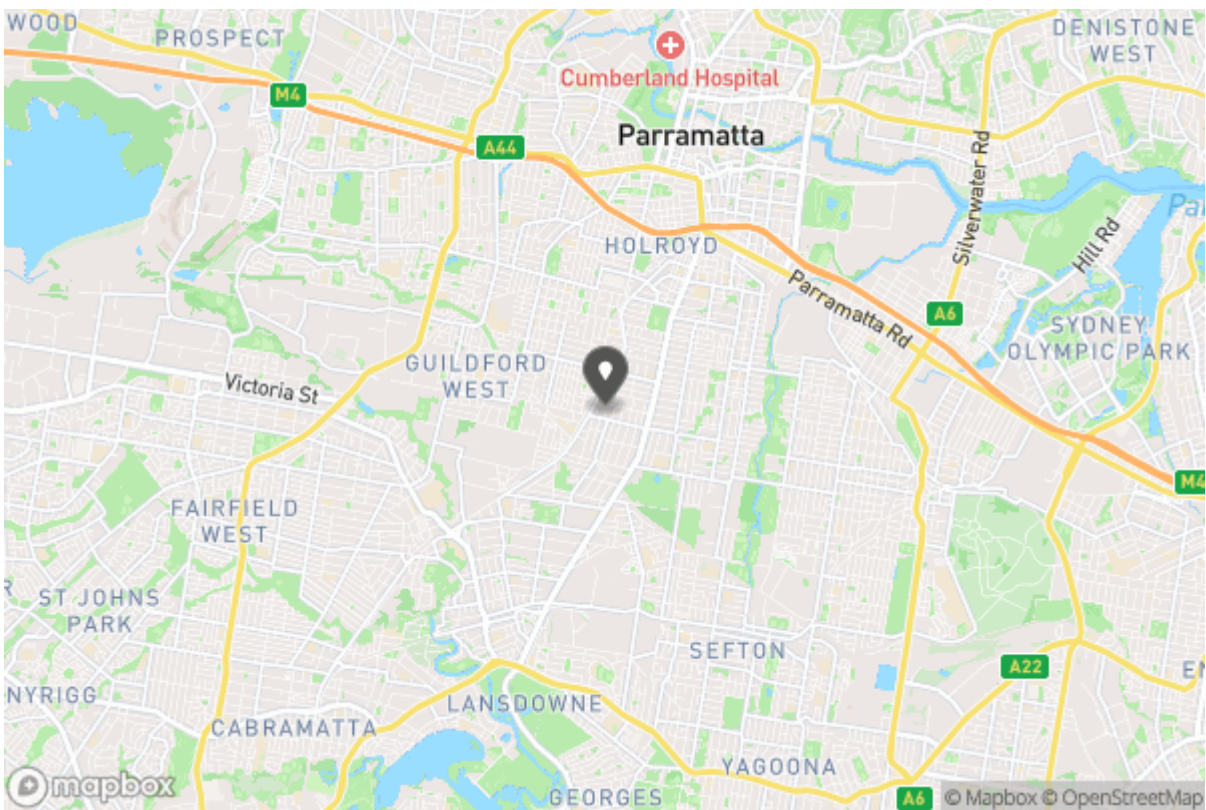 WOOD
PROSPECT
DENISTONE
WEST
Cumberland Hospital
M4
Parramatta
A44
Silverwater Rd
Pa
Hill Rd
HOLROYD
Parramatta Rd
A6
SYDNEY
OLYMPIC PARK
GUILDFORD
WEST
Victoria St
M4
FAIRFIELD
WEST
R
ST JOHNS
PARK
SEFTON
A22
EN
NYRIGG
LANSDOWNE
CABRAMATTA
YAGOONA
mapbox
GEORGES
A6
© Mapbox © OpenStreetMap